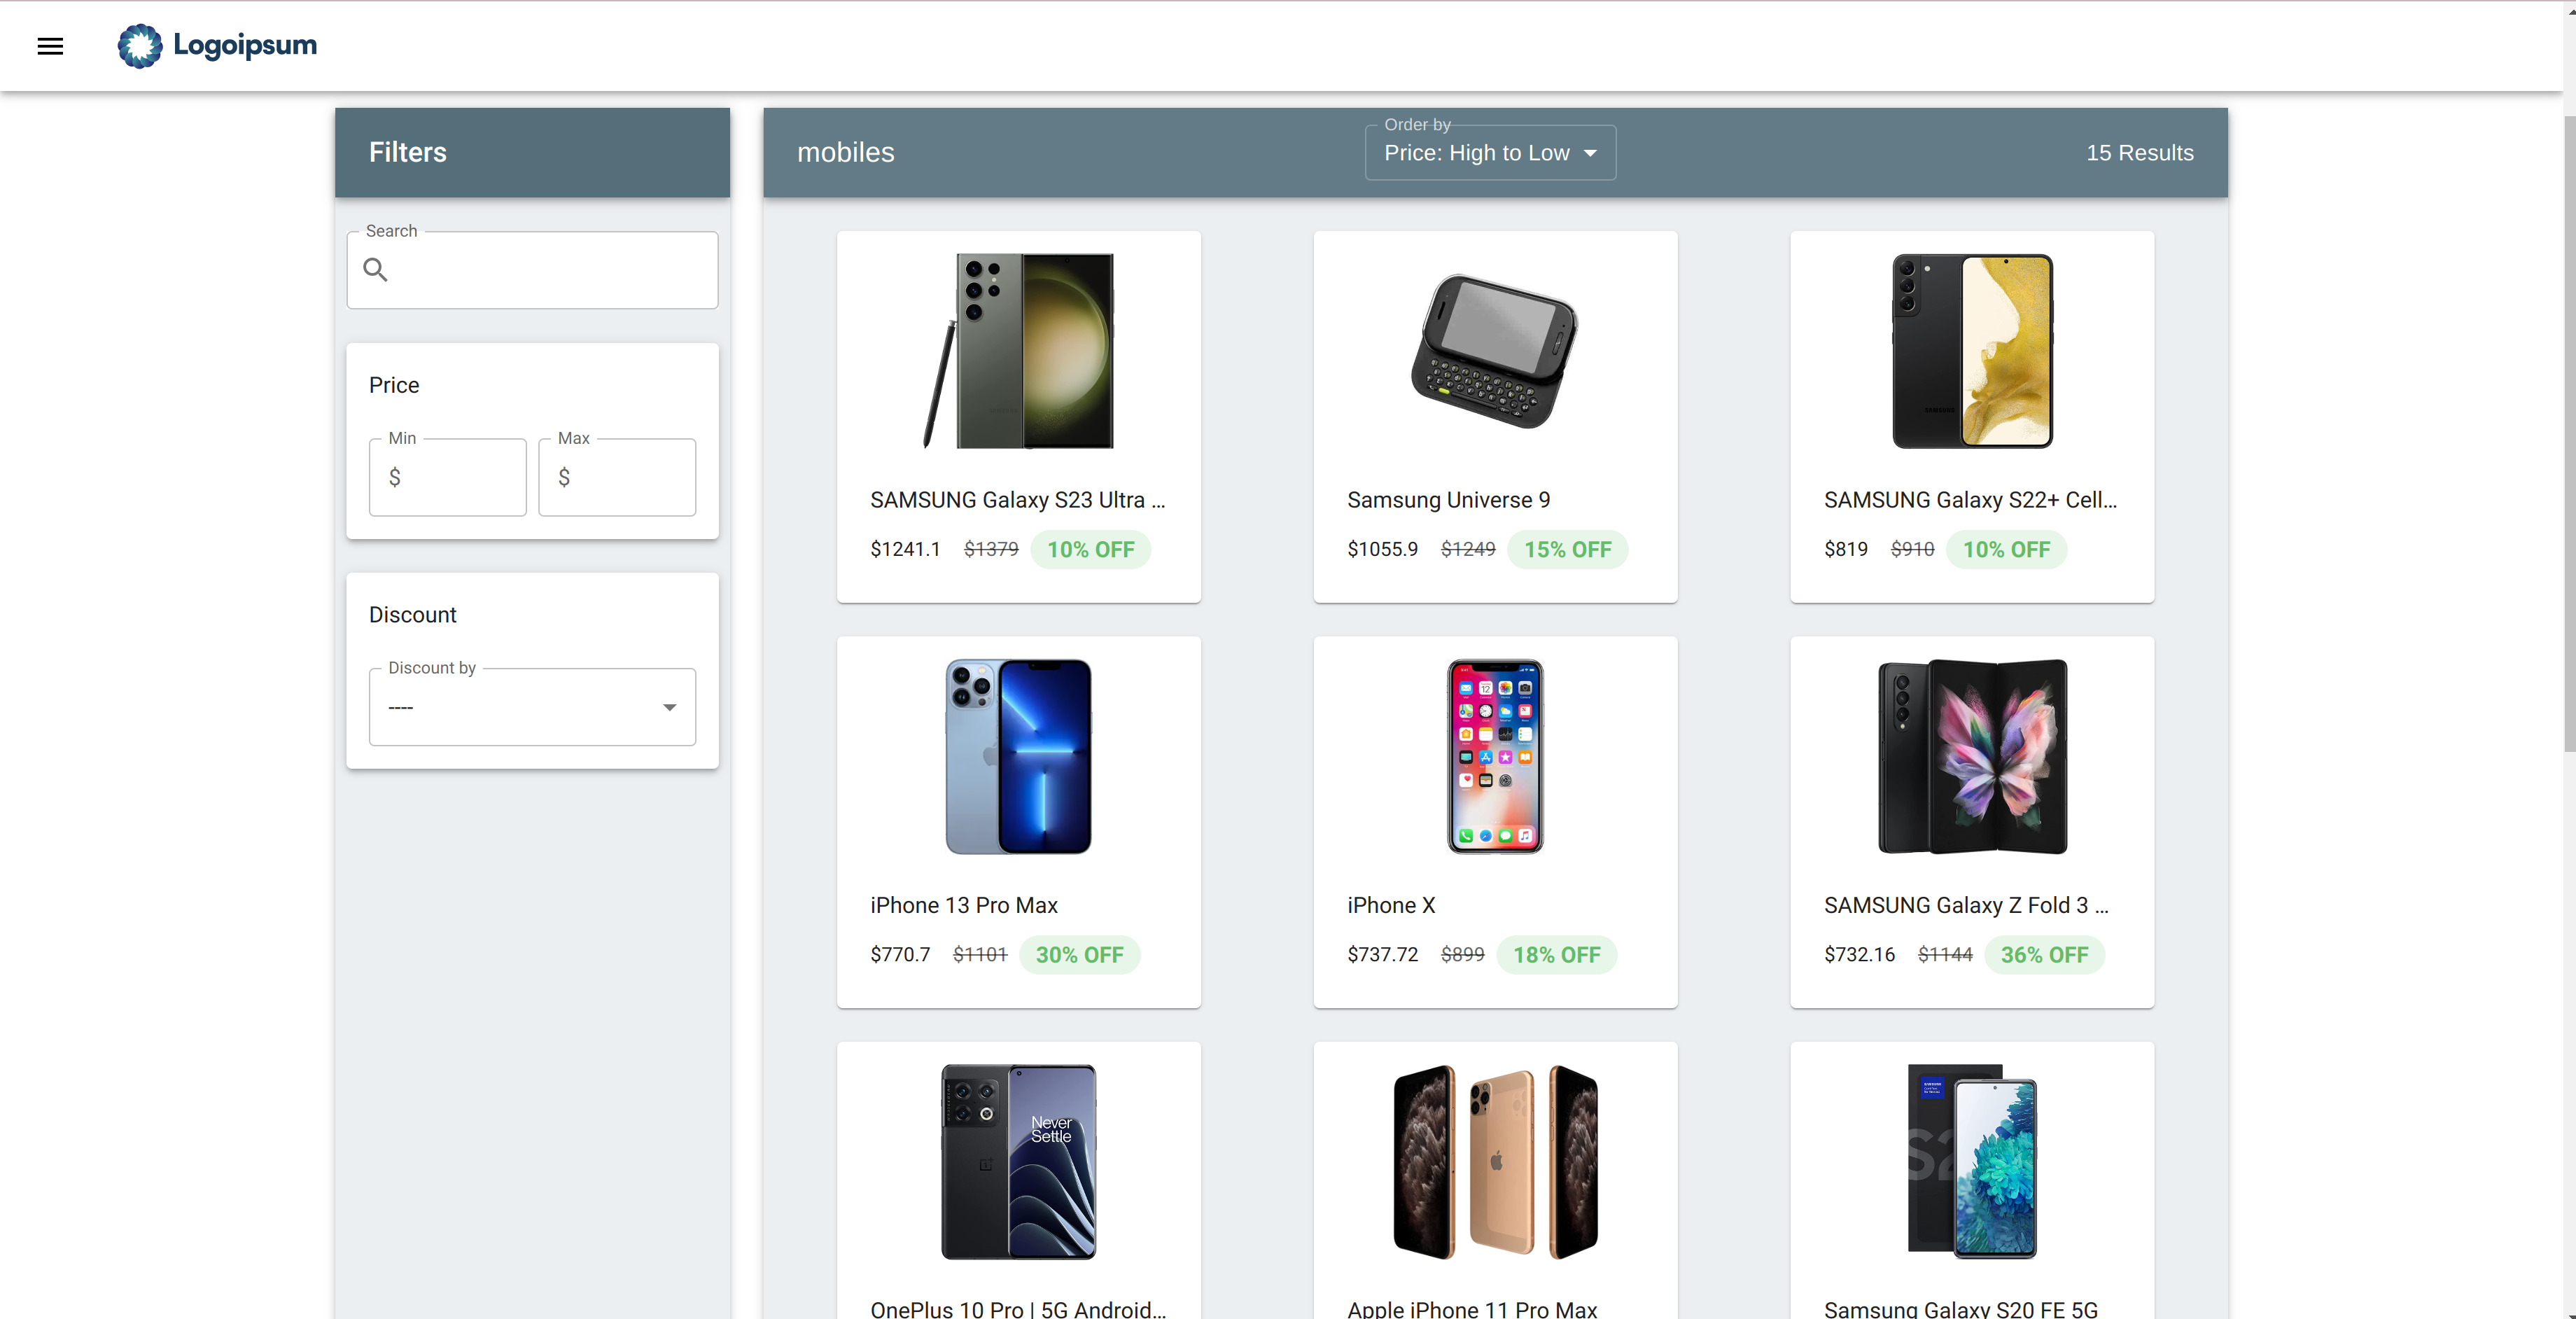 Logoipsum
Filters
mobiles
Order by
Price: High to Low
15 Results
Search
Price
Min
$
Max
$
Discount
Discount by
----
SAMSUNG Galaxy S23 Ultra ...
$1241.1 $1379 10% OFF
Samsung Universe 9
$1055.9 $1249 15% OFF
SAMSUNG
SAMSUNG Galaxy S22+ Cell...
$819 $910 10% OFF
iPhone 13 Pro Max
$770.7 $1101 30% OFF
iPhone X
$737.72 $899 18% OFF
SAMSUNG Galaxy Z Fold 3 ...
$732.16 $1144 36% OFF
Never
Settle
OnePlus 10 Pro | 5G Android...
Apple iPhone 11 Pro Max
S2
Samsung Galaxy S20 FE 5G